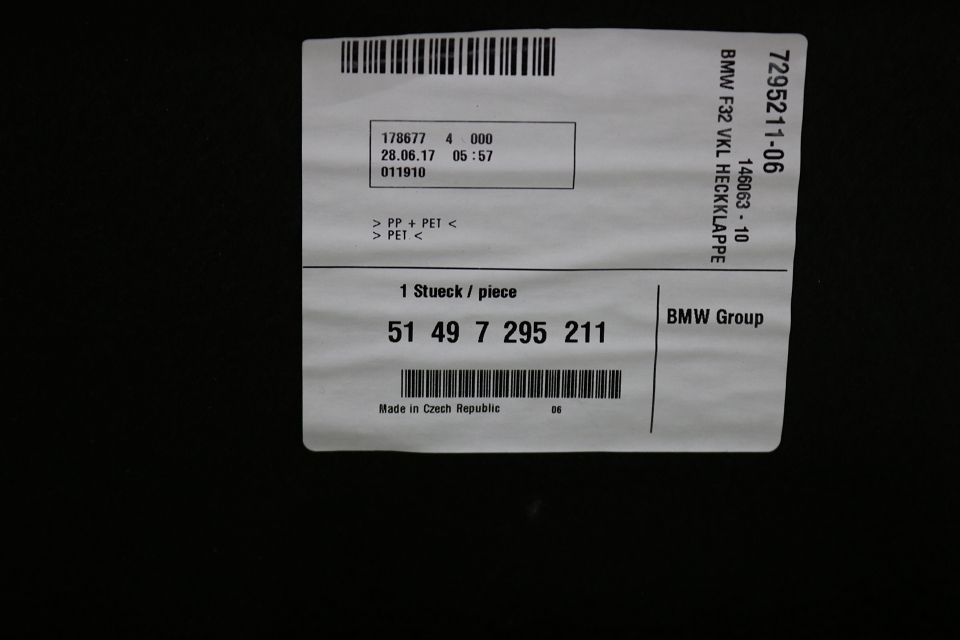 178677 4 000
28.06.17 05:57
011910
> PP + PET <
> PET <
7295211-06
146063 - 10
BMW F32 VKL HECKKLAPPE
1 Stueck / piece
51 49 7 295 211
Made in Czech Republic 06
BMW Group